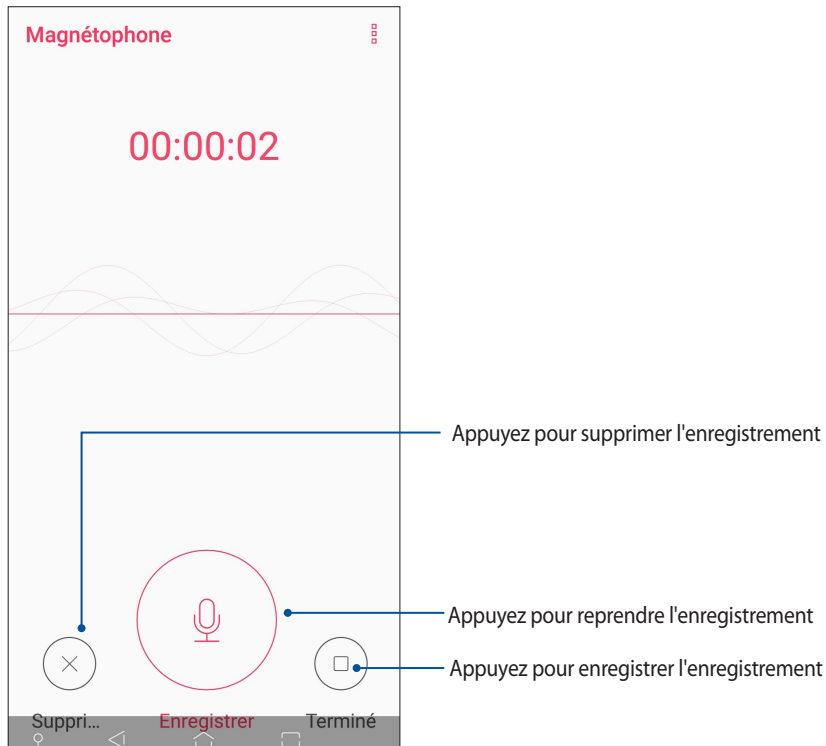 Magnétophone
00:00:02
Appuyez pour supprimer l'enregistrement
Appuyez pour reprendre l'enregistrement
Appuyez pour enregistrer l'enregistrement
Suppri... Enregistrer Terminé